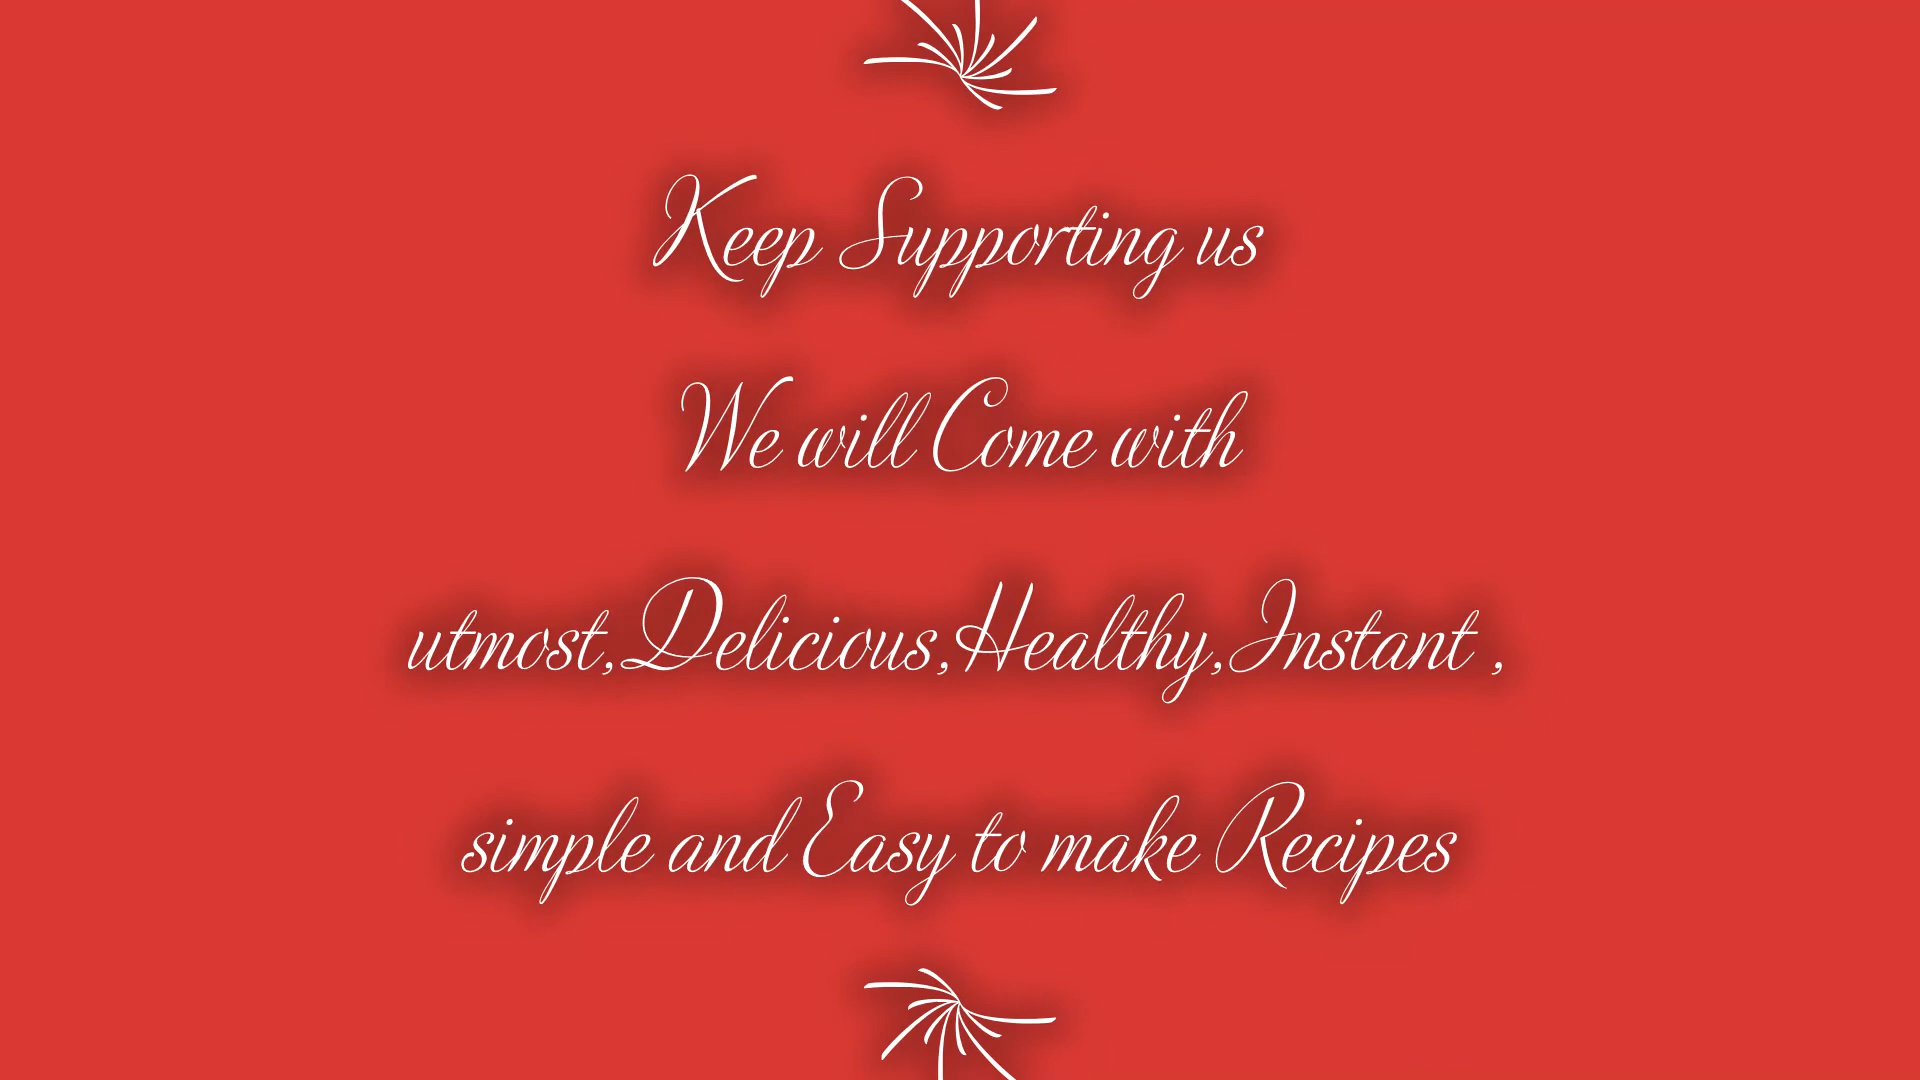 Keep Supporting us
We will Come with
utmost,Delicious,Healthy,Instant ,
simple and Easy to make Recipes